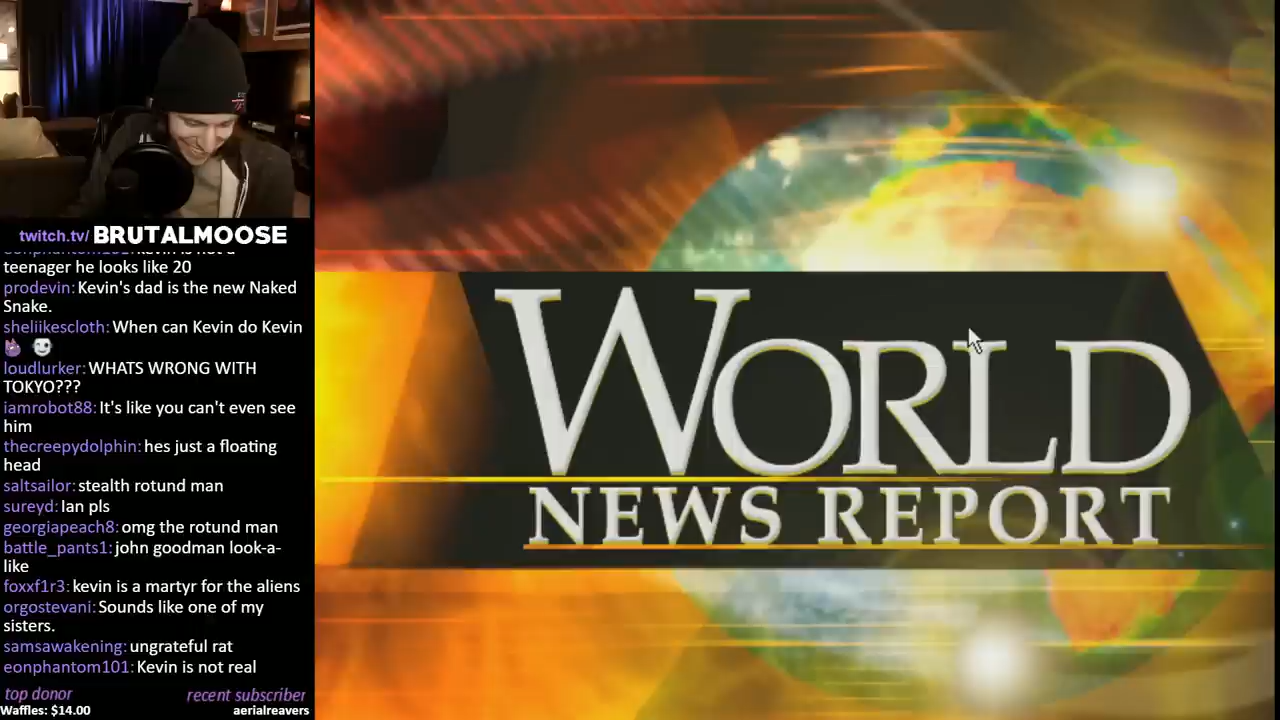 twitch.tv/ BRUTALMOOSE
teenager he looks like 20
prodevin: Kevin's dad is the new Naked
Snake.
sheliikescloth: When can Kevin do Kevin
loudlurker: WHATS WRONG WITH
TOKYO???
iamrobot88: It's like you can't even see
him
thecreepydolphin: hes just a floating
head
saltsailor: stealth rotund man
sureyd: Ian pls
georgiapeach8: omg the rotund man
battle_pants1: john goodman look-a-
like
foxxf1r3: kevin is a martyr for the aliens
orgostevani: Sounds like one of my
sisters.
samsawakening: ungrateful rat
eonphantom101: Kevin is not real
top donor
recent subscriber
Waffles: $14.00
aerialreavers
WORLD
NEWS REPORT